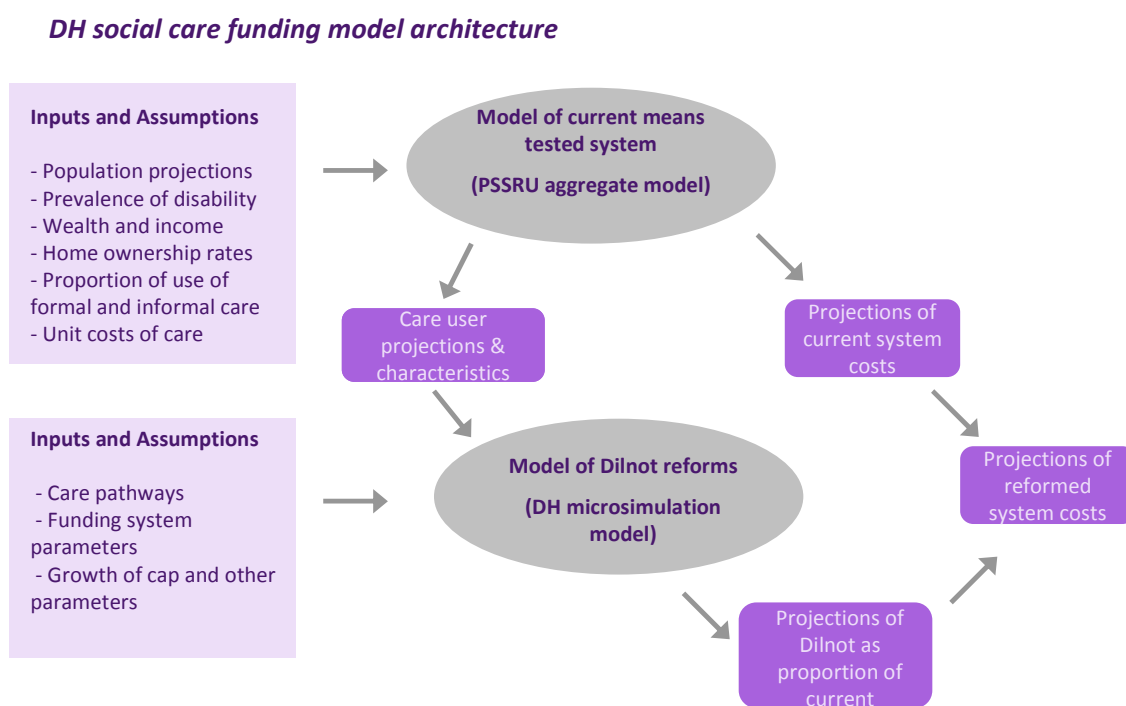 DH social care funding model architecture
Inputs and Assumptions
- Population projections
- Prevalence of disability
- Wealth and income
- Home ownership rates
- Proportion of use of
formal and informal care
- Unit costs of care
Model of current means
tested system
(PSSRU aggregate model)
Care user
projections &
characteristics
Projections of
current system
costs
Inputs and Assumptions
- Care pathways
- Funding system
parameters
- Growth of cap and other
parameters
Model of Dilnot reforms
(DH microsimulation
model)
Projections of
reformed
system costs
Projections of
Dilnot as
proportion of
current